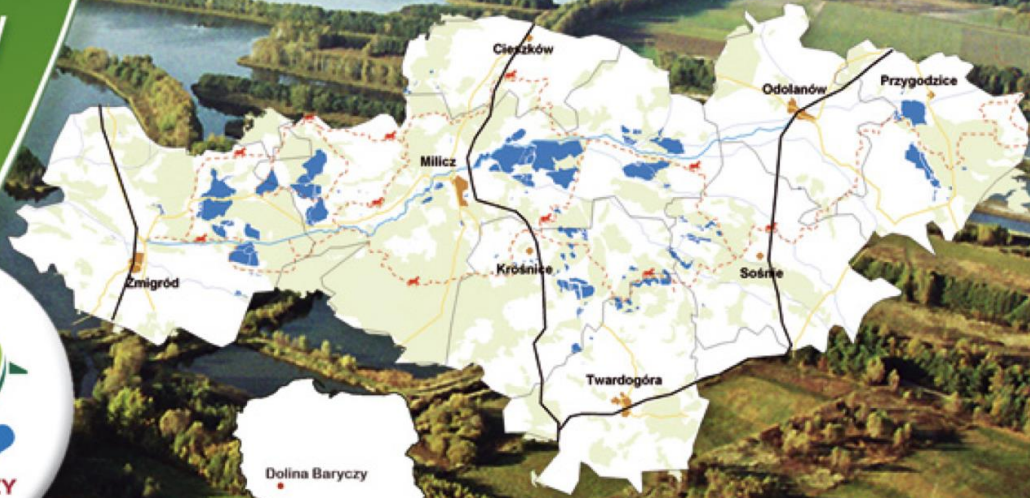 Cieszków
Odolanów
Przygodzice
Milicz
Krośnice
Sośnie
Żmigród
Twardogóra
Dolina Baryczy